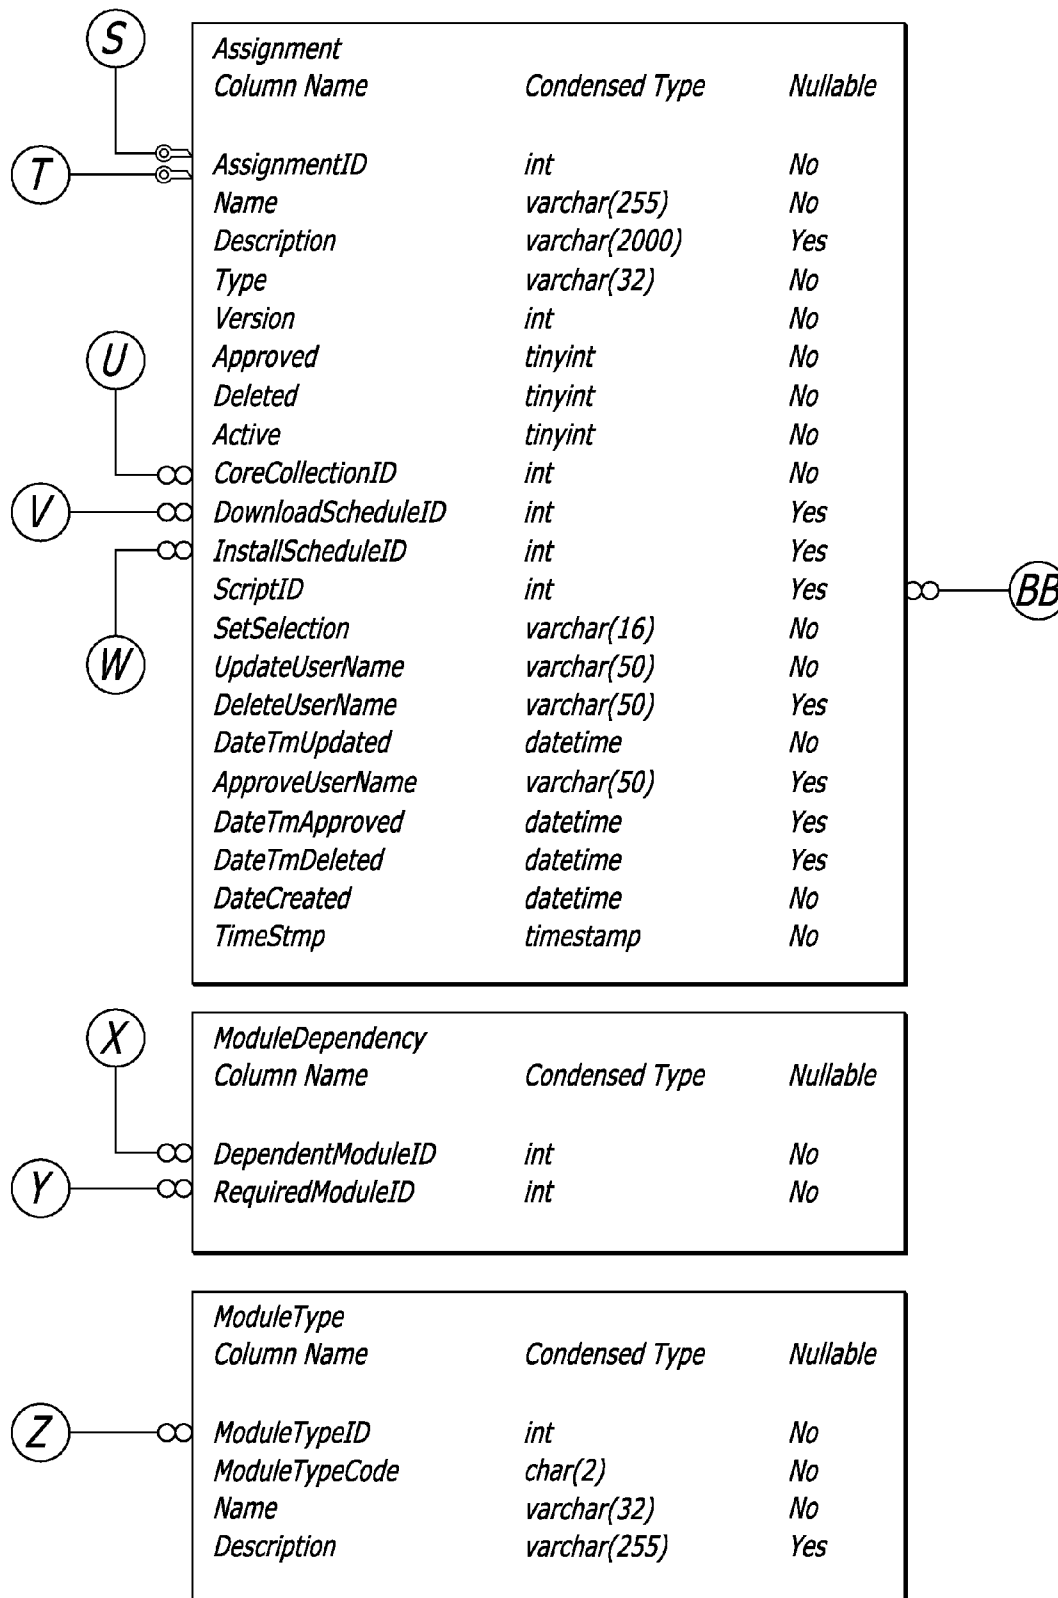 S
Assignment
Column Name Condensed Type Nullable
T
AssignmentID int No
Name varchar(255) No
Description varchar(2000) Yes
Type varchar(32) No
Version int No
U
Approved tinyint No
Deleted tinyint No
Active tinyint No
CoreCollectionID int No
V
DownloadScheduleID int Yes
InstallScheduleID int Yes
ScriptID int Yes
BB
SetSelection varchar(16) No
W
UpdateUserName varchar(50) No
DeleteUserName varchar(50) Yes
DateTmUpdated datetime No
ApproveUserName varchar(50) Yes
DateTmApproved datetime Yes
DateTmDeleted datetime Yes
DateCreated datetime No
TimeStmp timestamp No
X
ModuleDependency
Column Name Condensed Type Nullable
DependentModuleID int No
Y
RequiredModuleID int No
ModuleType
Column Name Condensed Type Nullable
Z
ModuleTypeID int No
ModuleTypeCode char(2) No
Name varchar(32) No
Description varchar(255) Yes